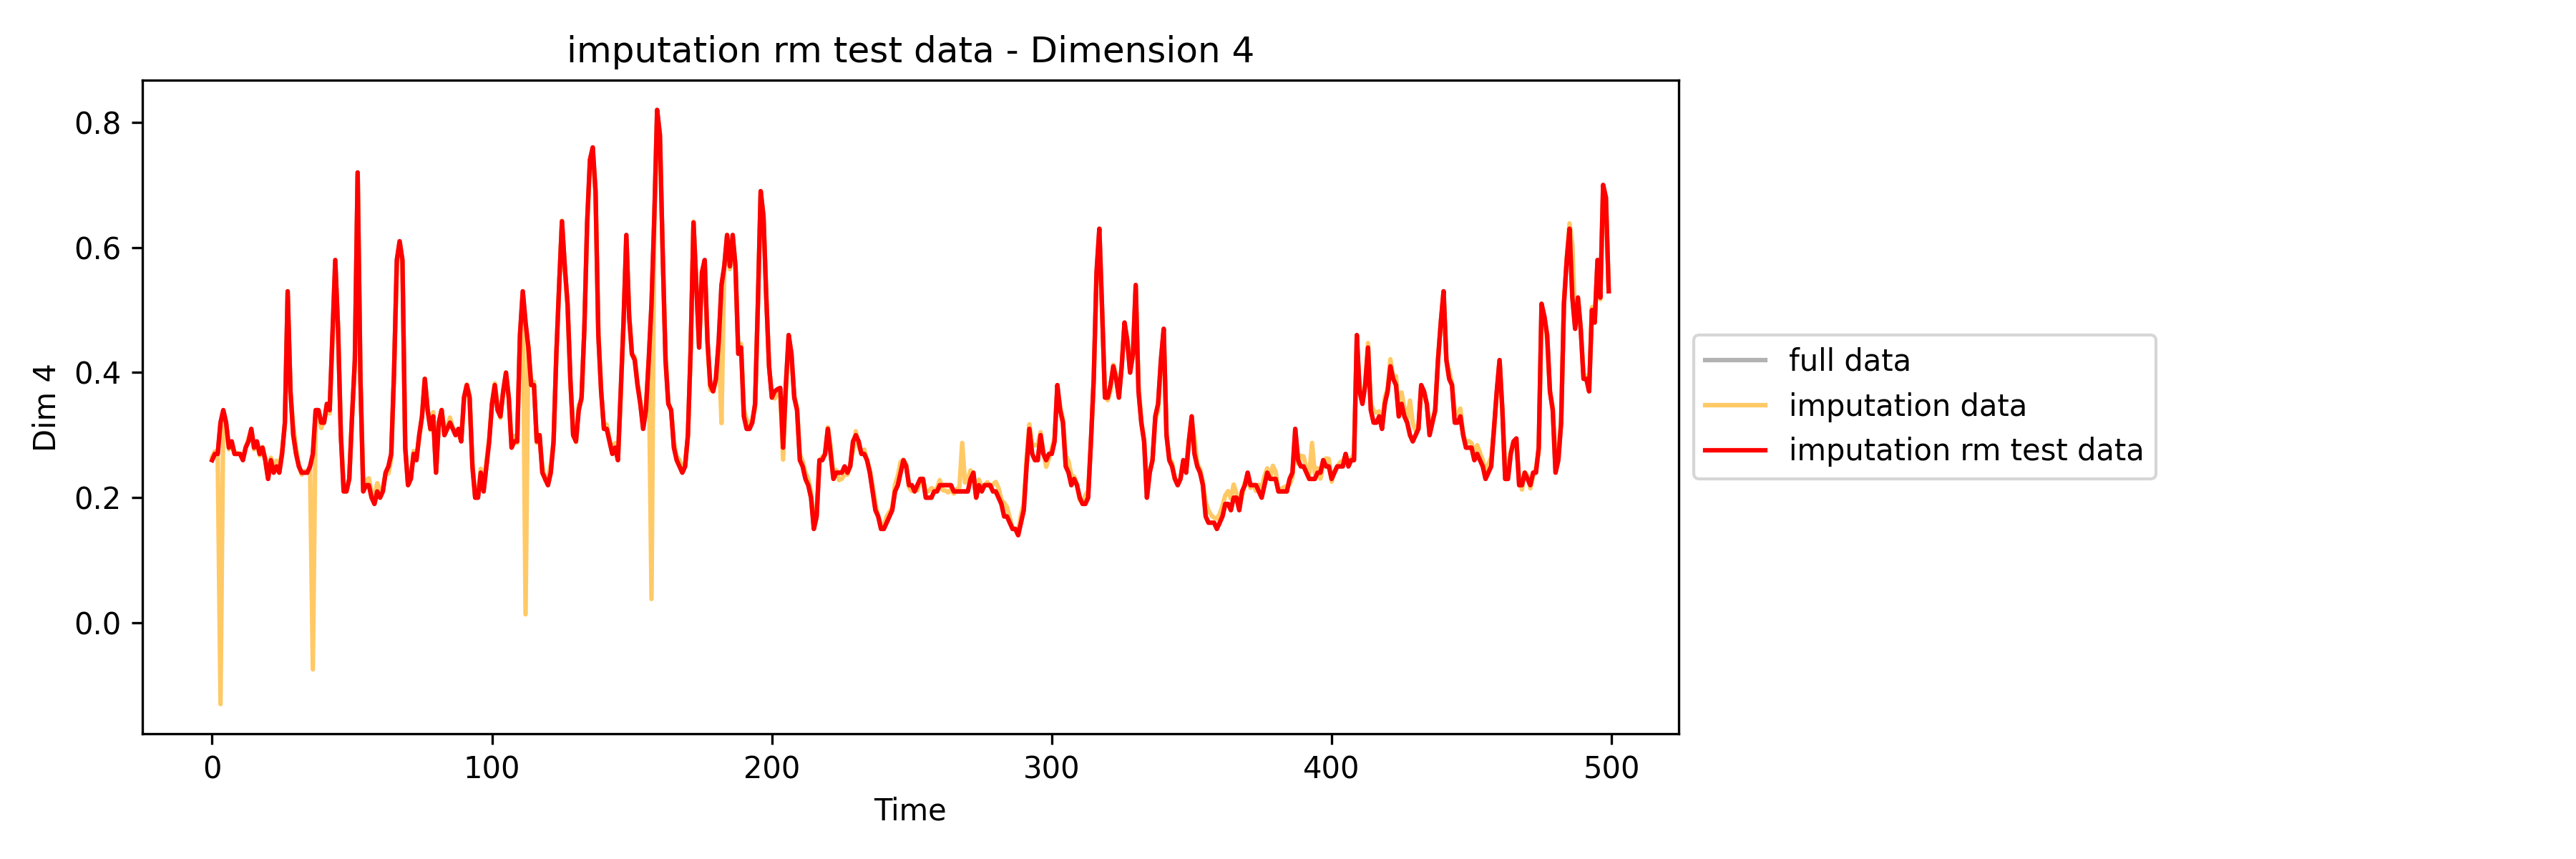 imputation rm test data - Dimension 4
0.8
0.6
0.4
0.2
0.0
Dim 4
0
100
200
300
400
500
Time
full data
imputation data
imputation rm test data